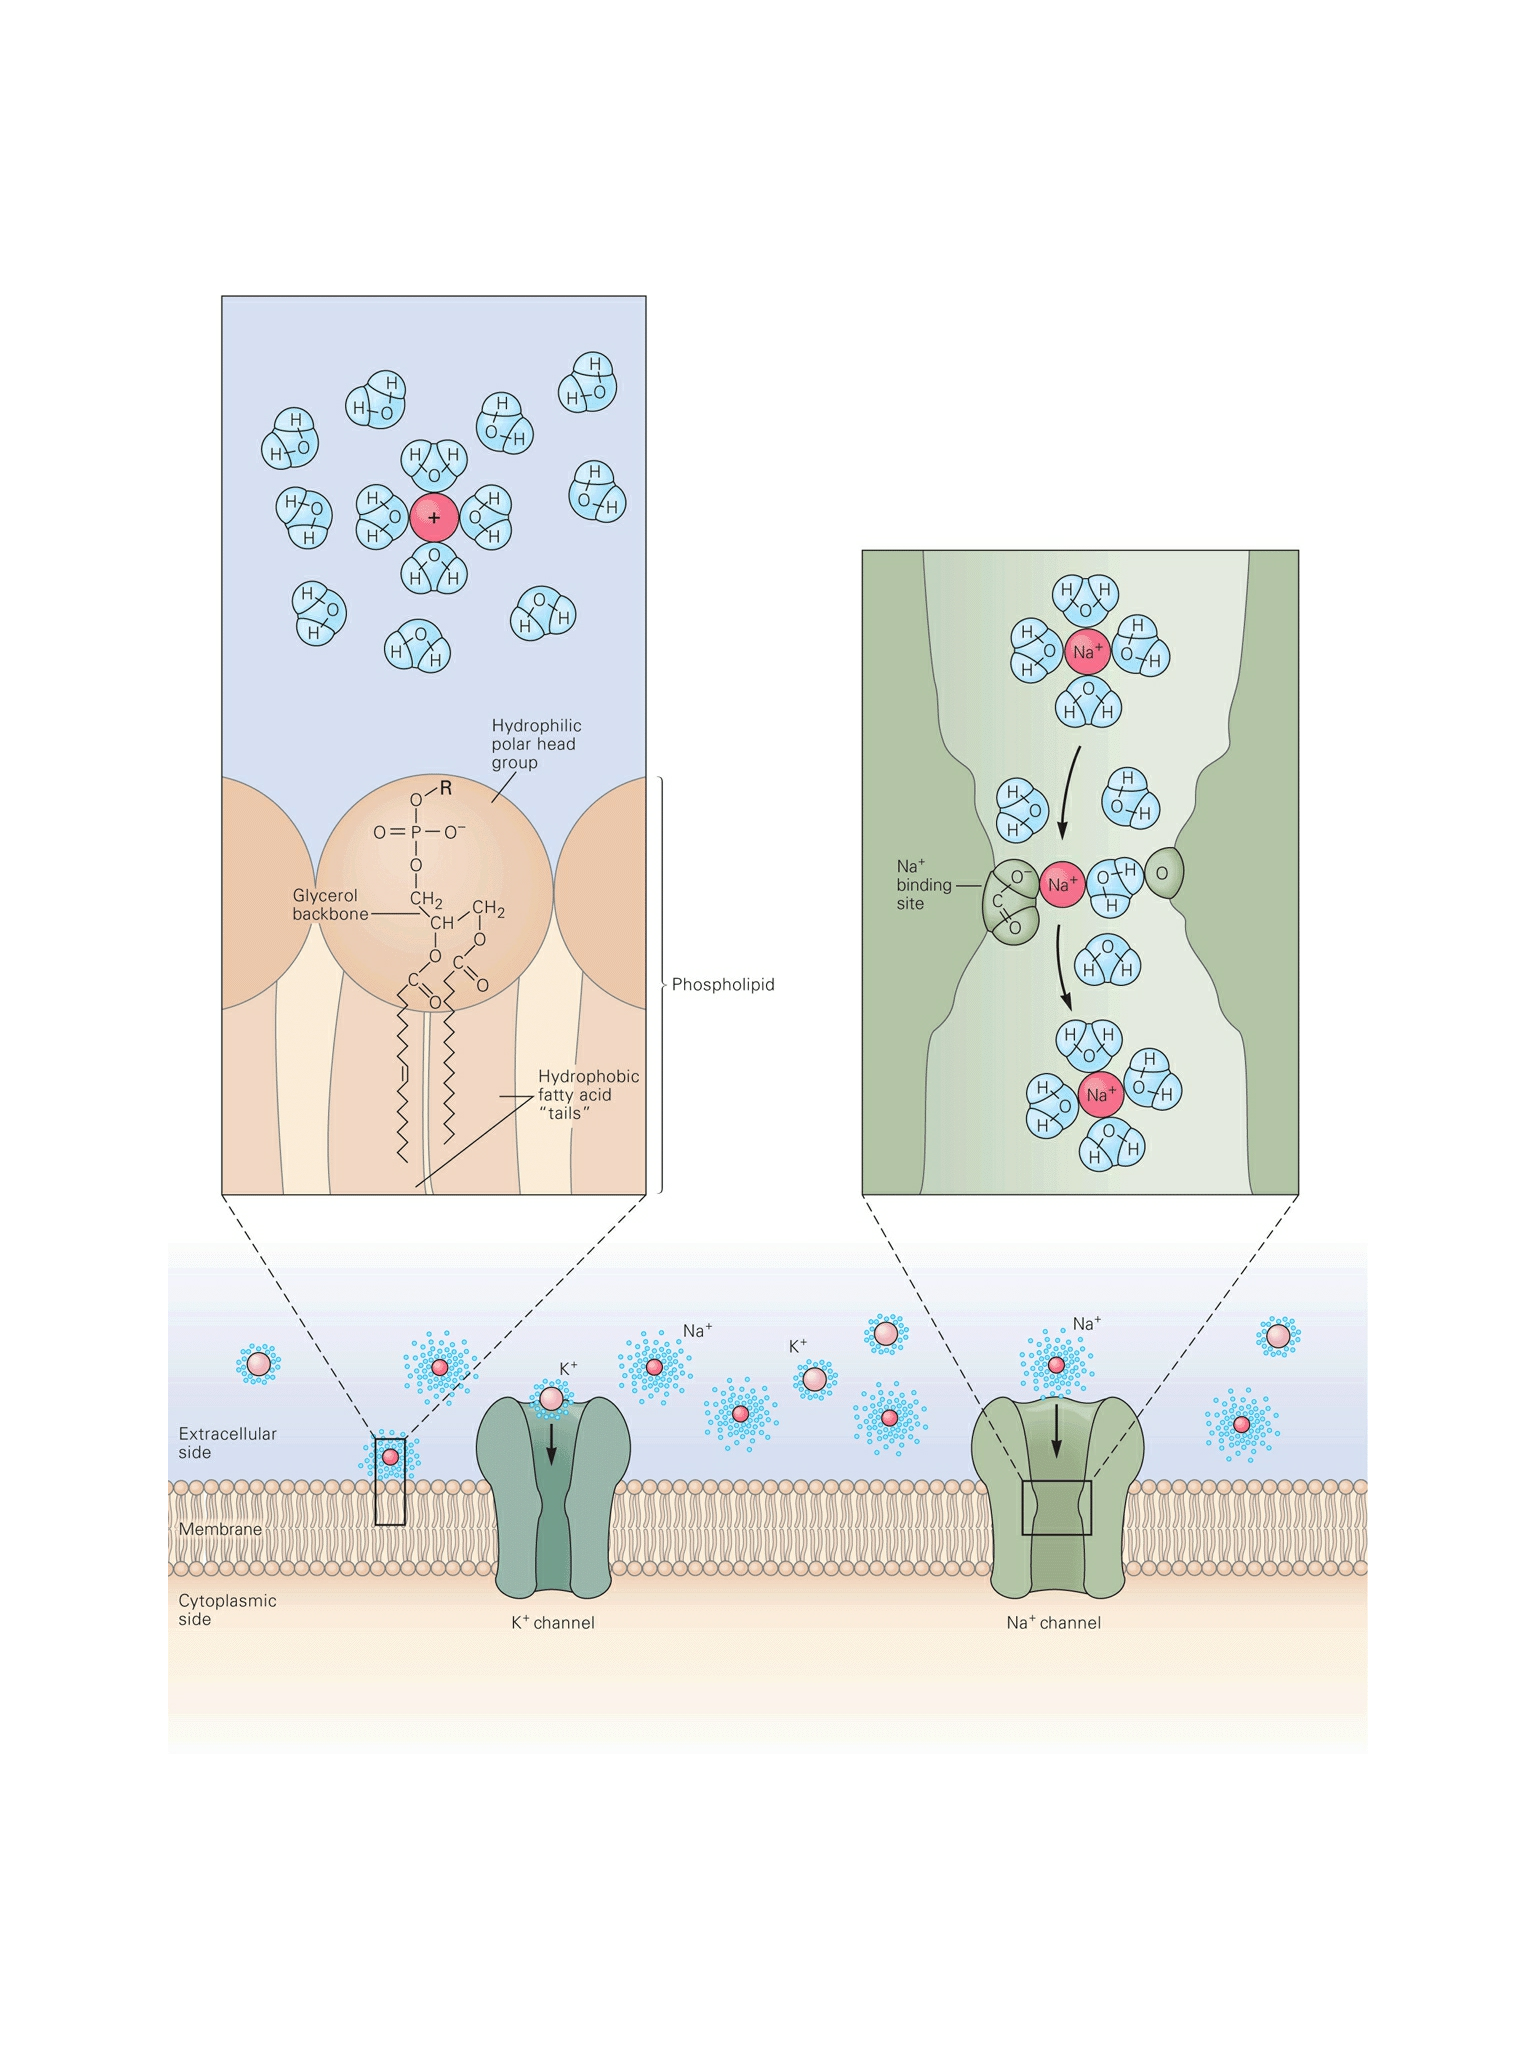 H
H O
H
H O
H
O H
H
H O
H H
O
+
H
O
H
H
O
H
O
H H
H O
H
H
O H
H O
H
O
H H
O
H H
Hydrophilic
polar head
group
O R
O = P O⁻
O
CH₂
CH CH₂
O O
C C
O O
Glycerol
backbone
Phospholipid
Hydrophobic
fatty acid
"tails"
H H
O
H
O
H
Na⁺
H
O H
O
H H
H
O
H
H
O H
Na⁺
binding
site
O⁻
C
O
Na⁺
O H
H
O
O
H H
H H
O
H
O
H
Na⁺
H
O H
O H
H
Na⁺
K⁺
K⁺
Na⁺
Extracellular
side
Membrane
Cytoplasmic
side
K⁺ channel
Na⁺ channel